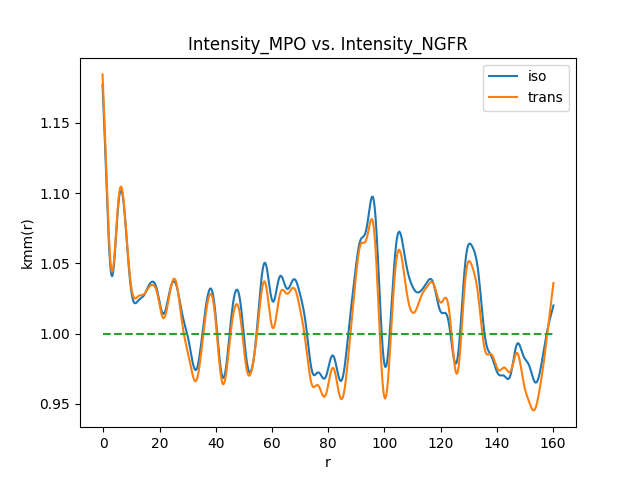 Intensity_MPO vs. Intensity_NGFR
iso
trans
1.15
1.10
1.05
1.00
0.95
kmm(r)
0 20 40 60 80 100 120 140 160
r